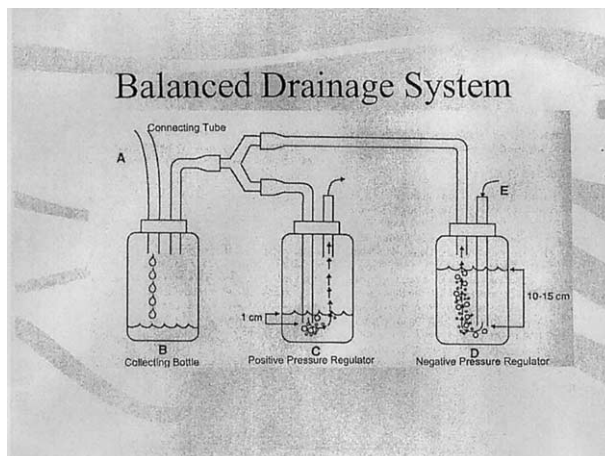 Balanced Drainage System
Connecting Tube
A
E
1 cm
10-15 cm
B
Collecting Bottle
C
Positive Pressure Regulator
D
Negative Pressure Regulator